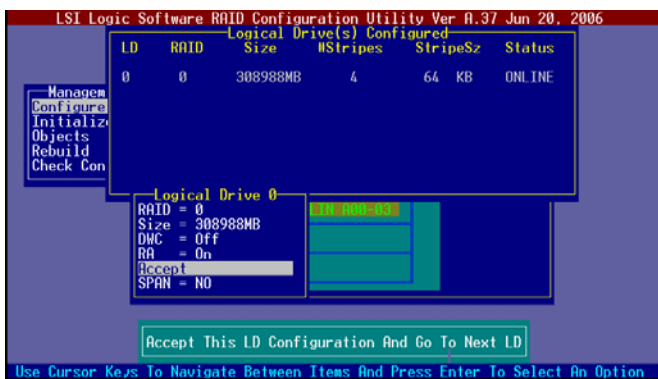 LSI Logic Software RAID Configuration Utility Ver A.37 Jun 20, 2006
Logical Drive(s) Configured
LD RAID Size #Stripes StripeSz Status
0 0 308988MB 4 64 KB ONLINE
Managem
Configure
Initializ
Objects
Rebuild
Check Con
Logical Drive 0
RAID = 0
Size = 308988MB
DWC = Off
RA = On
Accept
SPAN = NO
LIN A00-03
Accept This LD Configuration And Go To Next LD
Use Cursor Keys To Navigate Between Items And Press Enter To Select An Option